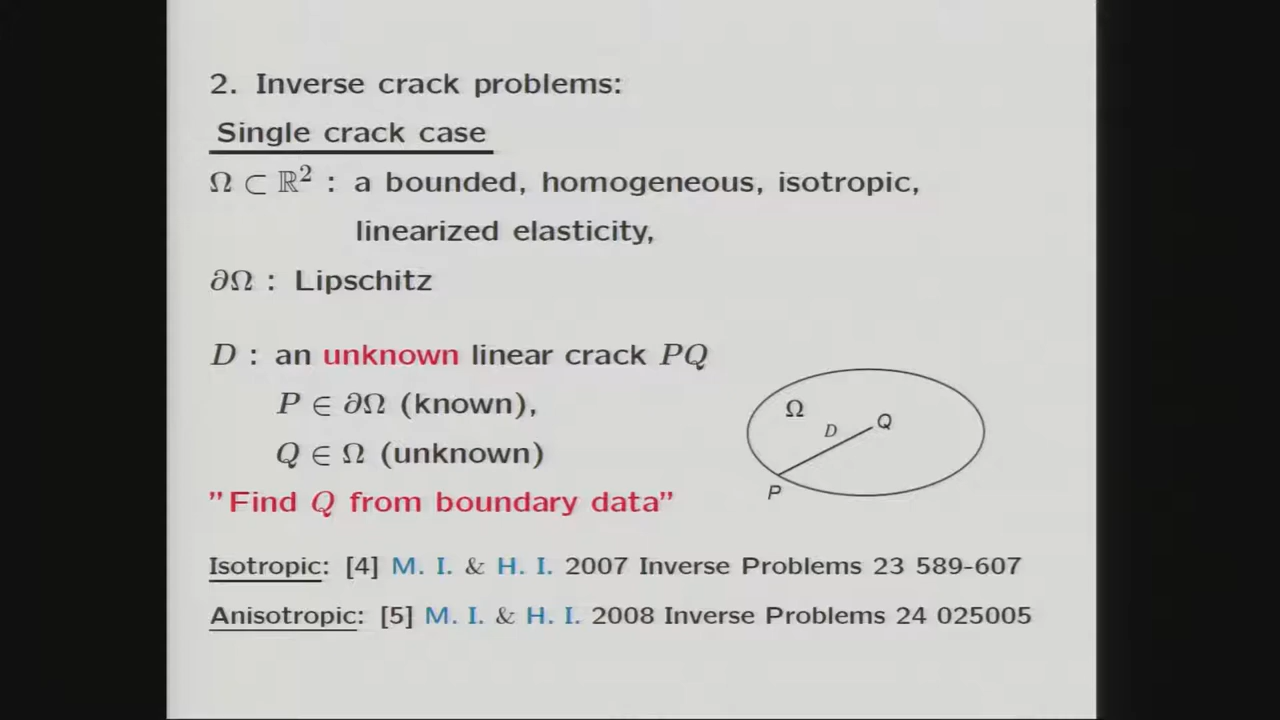 2. Inverse crack problems:
Single crack case
Ω ⊂ ℝ² : a bounded, homogeneous, isotropic,
linearized elasticity,
∂Ω : Lipschitz
D : an unknown linear crack PQ
P ∈ ∂Ω (known),
Q ∈ Ω (unknown)
"Find Q from boundary data"
Ω
D
Q
P
Isotropic: [4] M. I. & H. I. 2007 Inverse Problems 23 589-607
Anisotropic: [5] M. I. & H. I. 2008 Inverse Problems 24 025005